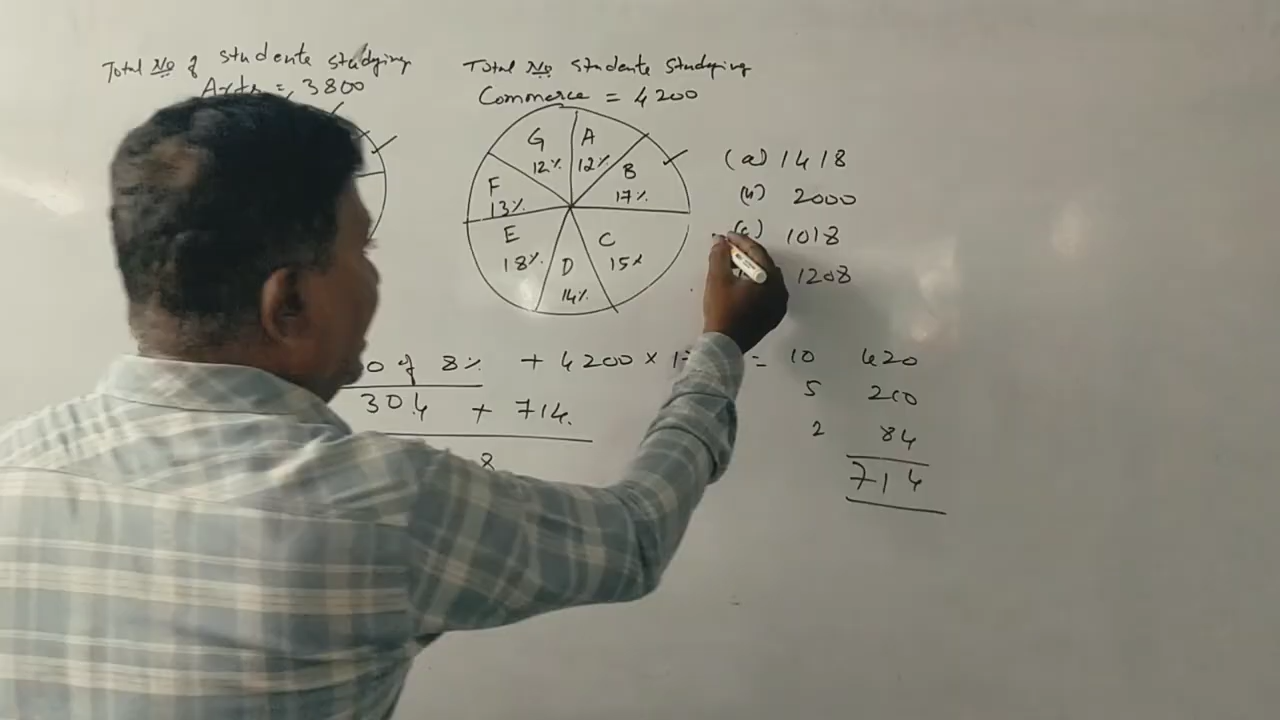 Total No of students studying
Arts = 3800
Total No students studying
Commerce = 4200
G
12%
A
12%
B
17%
F
13%
E
18%
D
14%
C
15%
(a) 1418
(b) 2000
(c) 1018
1208
0 of 8% + 4200 × 1 =
304 + 714.
8
10 420
5 210
2 84
714